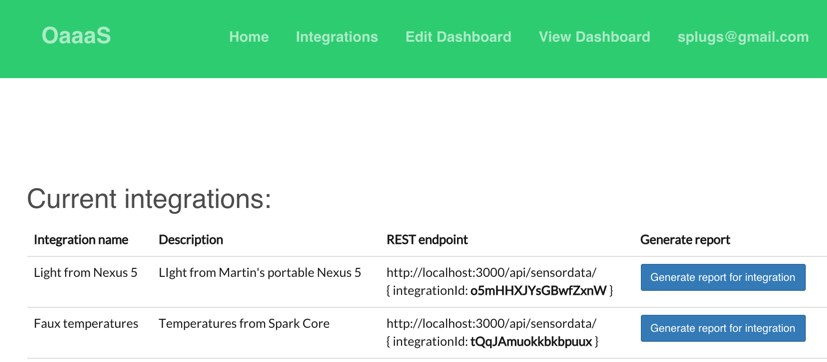 OaaaS Home Integrations Edit Dashboard View Dashboard splugs@gmail.com
Current integrations:
Integration name Description REST endpoint Generate report
Light from Nexus 5 LIght from Martin's portable Nexus 5 http://localhost:3000/api/sensordata/ Generate report for integration
{ integrationId: o5mHHXJYsGBwfZxnW }
Faux temperatures Temperatures from Spark Core http://localhost:3000/api/sensordata/ Generate report for integration
{ integrationId: tQqJAmuokkbkbpuux }